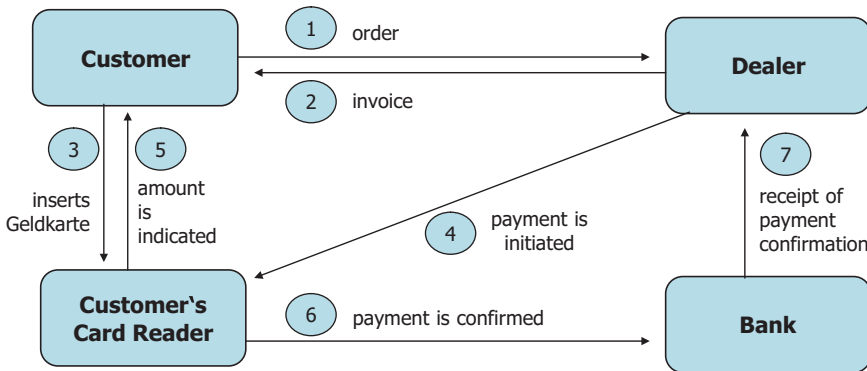 1
order
Customer
Dealer
2
invoice
3
5
7
inserts
Geldkarte
amount
is
indicated
4
payment is
initiated
receipt of
payment
confirmation
Customer‘s
Card Reader
6
payment is confirmed
Bank